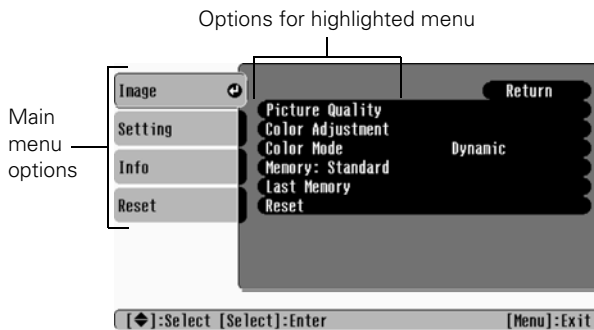 Options for highlighted menu
Main
menu
options
Image
Setting
Info
Reset
Return
Picture Quality
Color Adjustment
Color Mode Dynamic
Memory: Standard
Last Memory
Reset
[◆]:Select [Select]:Enter [Menu]:Exit